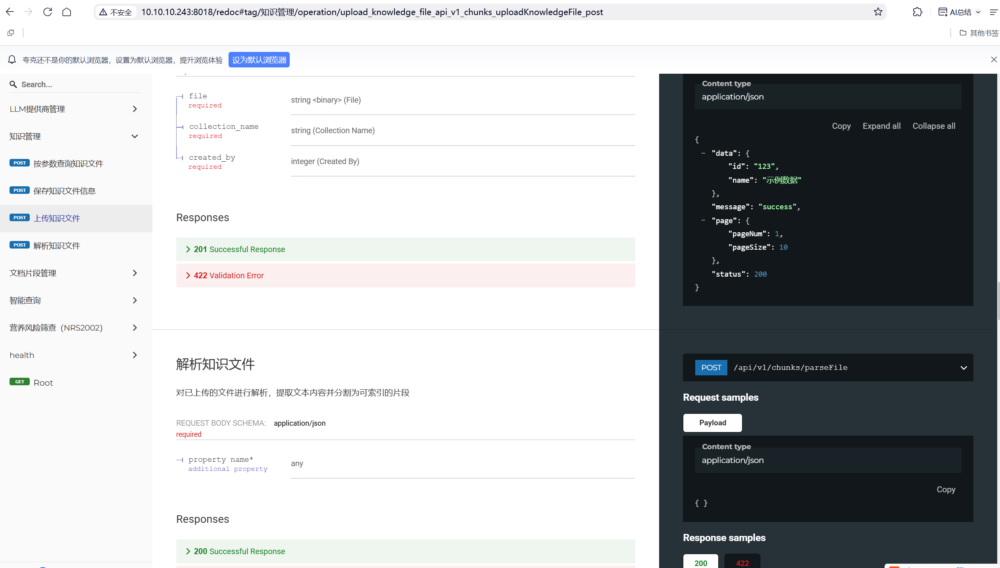 不安全 10.10.10.243:8018/redoc#tag/知识管理/operation/upload_knowledge_file_api_v1_chunks_uploadKnowledgeFile_post AI总结
其他书签
夸克还不是你的默认浏览器，设置为默认浏览器，提升浏览体验 设为默认浏览器
Search...
LLM提供商管理
知识管理
POST 按参数查询知识文件
POST 保存知识文件信息
POST 上传知识文件
POST 解析知识文件
文档片段管理
智能查询
营养风险筛查（NRS2002）
health
GET Root
file
required
string <binary> (File)
collection_name
required
string (Collection Name)
created_by
required
integer (Created By)
Responses
201 Successful Response
422 Validation Error
解析知识文件
对已上传的文件进行解析，提取文本内容并分割为可索引的片段
REQUEST BODY SCHEMA: application/json
required
property name*
additional property
any
Responses
200 Successful Response
Content type
application/json
Copy Expand all Collapse all
{
- "data": {
"id": "123",
"name": "示例数据"
},
"message": "success",
- "page": {
"pageNum": 1,
"pageSize": 10
},
"status": 200
}
POST /api/v1/chunks/parseFile
Request samples
Payload
Content type
application/json
Copy
{ }
Response samples
200 422